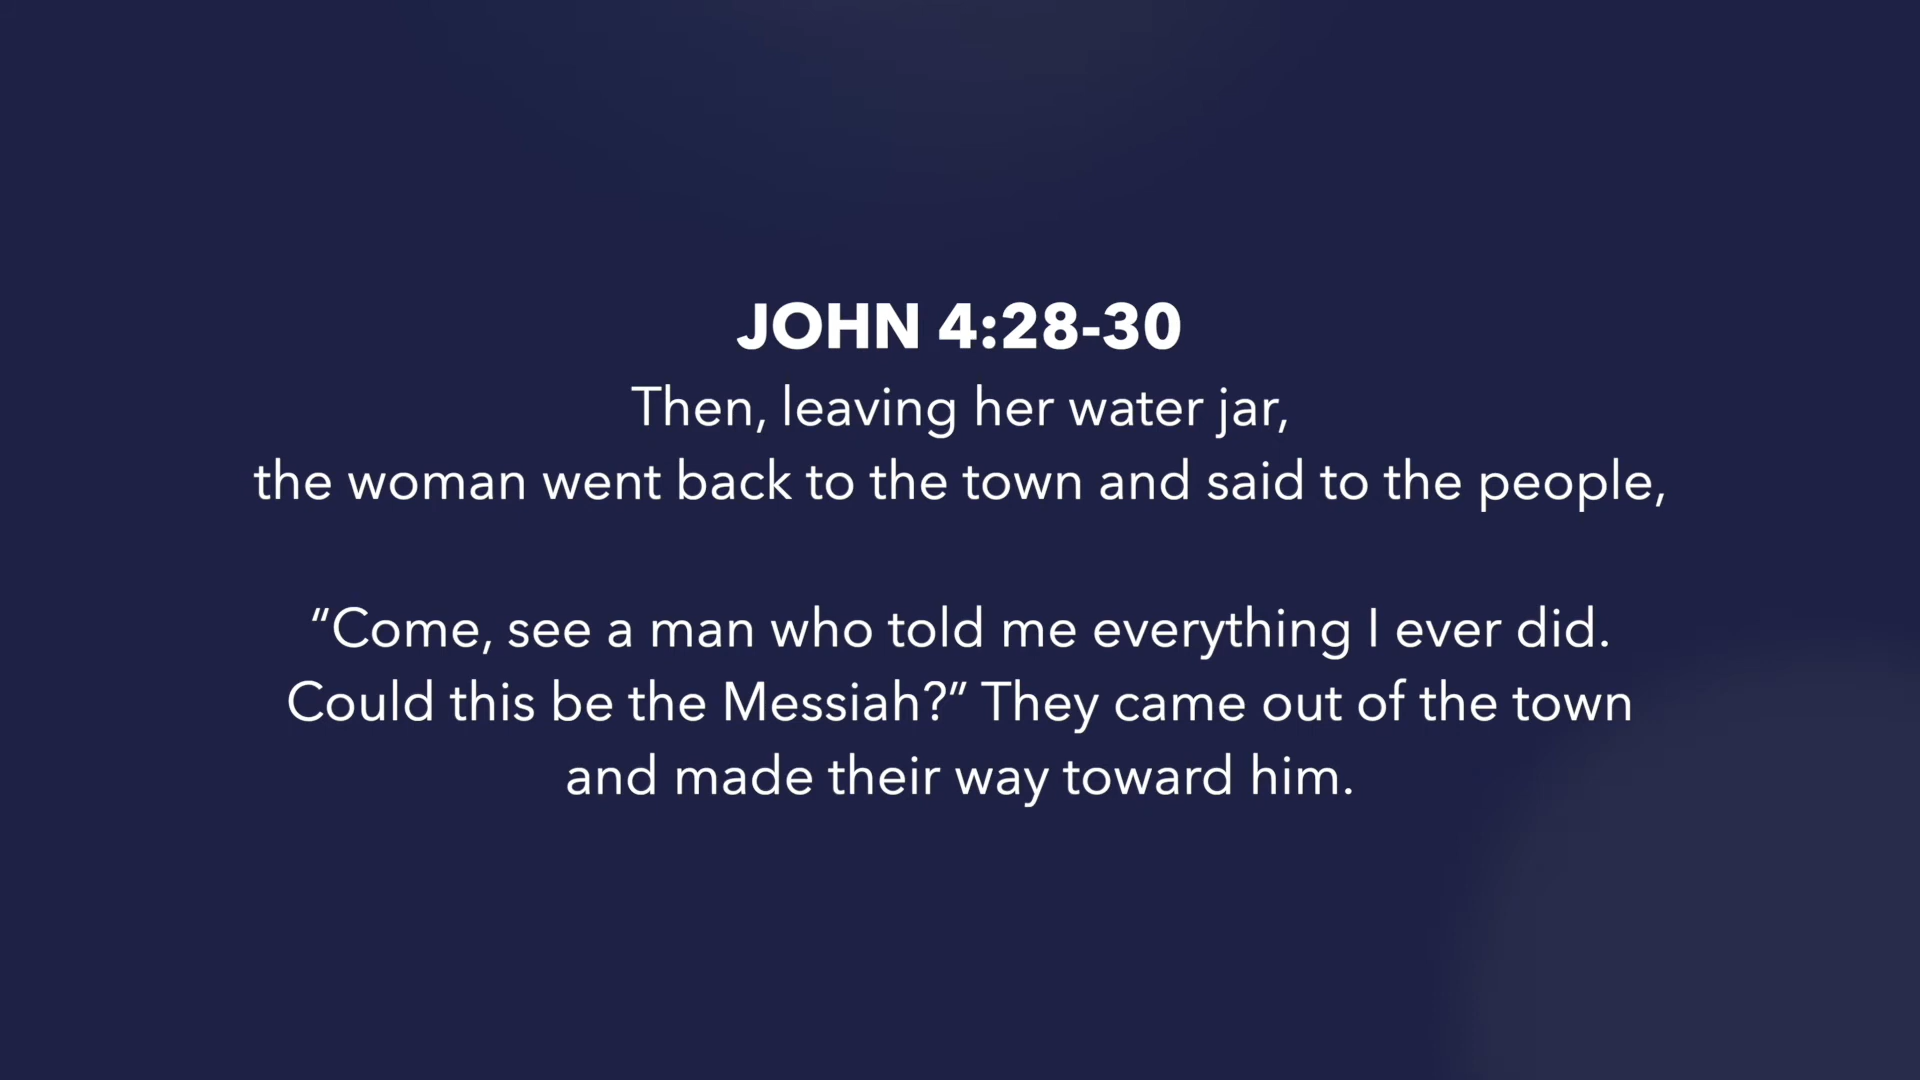 JOHN 4:28-30
Then, leaving her water jar,
the woman went back to the town and said to the people,
“Come, see a man who told me everything I ever did.
Could this be the Messiah?” They came out of the town
and made their way toward him.